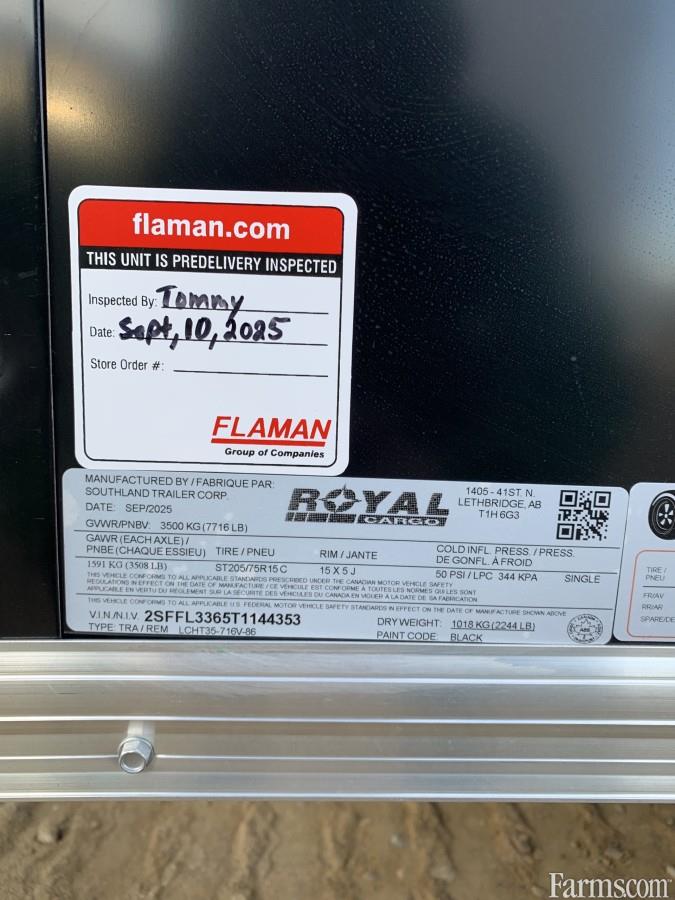 flaman.com
THIS UNIT IS PREDELIVERY INSPECTED
Inspected By: Tommy
Date: Sept, 10, 2025
Store Order #:
FLAMAN
Group of Companies
MANUFACTURED BY / FABRIQUE PAR:
SOUTHLAND TRAILER CORP.
DATE: SEP/2025
ROYAL
CARGO
1405 - 41ST. N.
LETHBRIDGE, AB
T1H 6G3
GVWR/PNBV: 3500 KG (7716 LB)
GAWR (EACH AXLE) /
PNBE (CHAQUE ESSIEU) TIRE / PNEU RIM / JANTE COLD INFL. PRESS. / PRESS. DE GONFL. À FROID
1591 KG (3508 LB) ST205/75R15 C 15 X 5 J 50 PSI / LPC 344 KPA SINGLE
THIS VEHICLE CONFORMS TO ALL APPLICABLE STANDARDS PRESCRIBED UNDER THE CANADIAN MOTOR VEHICLE SAFETY
REGULATIONS IN EFFECT ON THE DATE OF MANUFACTURE / CE VÉHICULE EST CONFORME À TOUTES LES NORMES QUI LUI SONT
APPLICABLE EN VERTU DU RÈGLEMENT SUR LA SÉCURITÉ DES VÉHICULES DU CANADA EN VIGUEUR À LA DATE DE SA FABRICATION.
THIS VEHICLE CONFORMS TO ALL APPLICABLE U.S. FEDERAL MOTOR VEHICLE SAFETY STANDARDS IN EFFECT ON THE DATE OF MANUFACTURE SHOWN ABOVE
V.I.N./N.I.V. 2SFFL3365T1144353 DRY WEIGHT: 1018 KG (2244 LB)
TYPE: TRA / REM LCHT35-716V-86 PAINT CODE: BLACK
TIRE /
PNEU
FR/AV
RR/AR
SPARE/DE
Farms.com